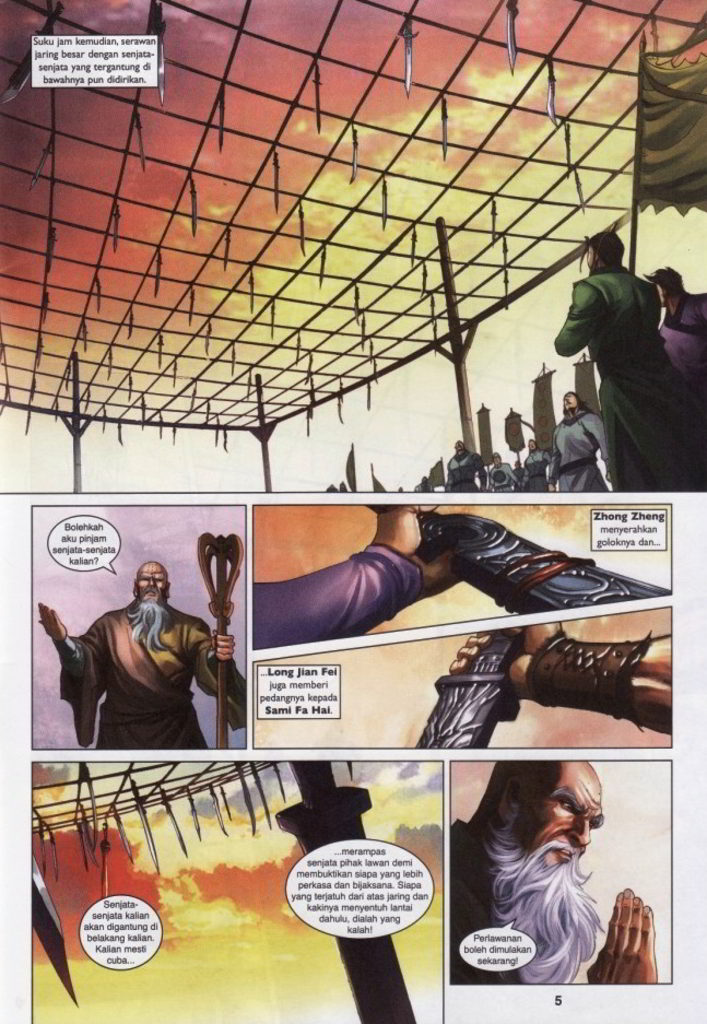 Suku jam kemudian, serawan
jaring besar dengan senjata-
senjata yang tergantung di
bawahnya pun didirikan.
Bolehkah
aku pinjam
senjata-senjata
kalian?
Zhong Zheng
menyerahkan
goloknya dan...
...Long Jian Fei
juga memberi
pedangnya kepada
Sami Fa Hai.
Senjata-
senjata kalian
akan digantung di
belakang kalian.
Kalian mesti
cuba...
...merampas
senjata pihak lawan demi
membuktikan siapa yang lebih
perkasa dan bijaksana. Siapa
yang terjatuh dari atas jaring dan
kakinya menyentuh lantai
dahulu, dialah yang
kalah!
Perlawanan
boleh dimulakan
sekarang!
5